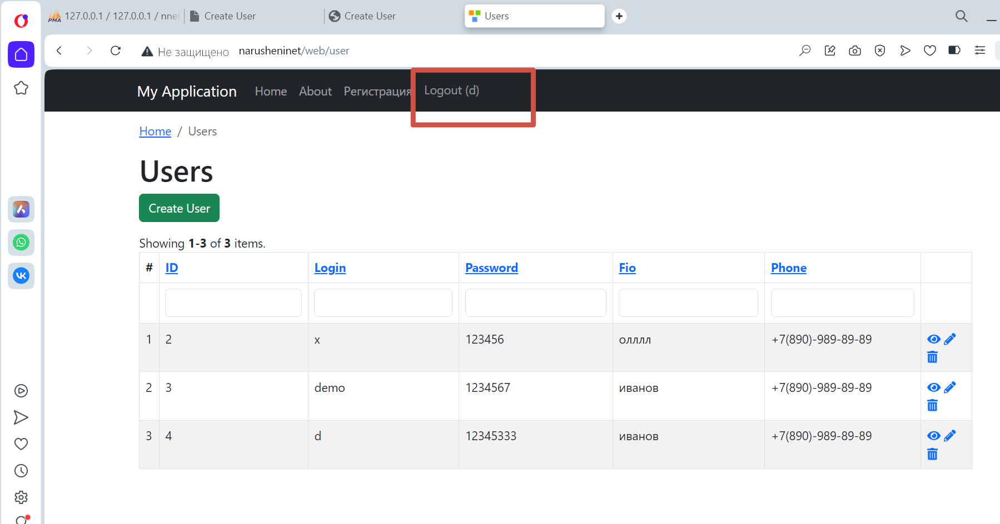 127.0.0.1 / 127.0.0.1 / nnet
Create User
Create User
Users
Не защищено narusheninet/web/user
My Application Home About Регистрация Logout (d)
Home / Users
Users
Create User
Showing 1-3 of 3 items.
# ID Login Password Fio Phone
1 2 x 123456 олллл +7(890)-989-89-89
2 3 demo 1234567 иванов +7(890)-989-89-89
3 4 d 12345333 иванов +7(890)-989-89-89